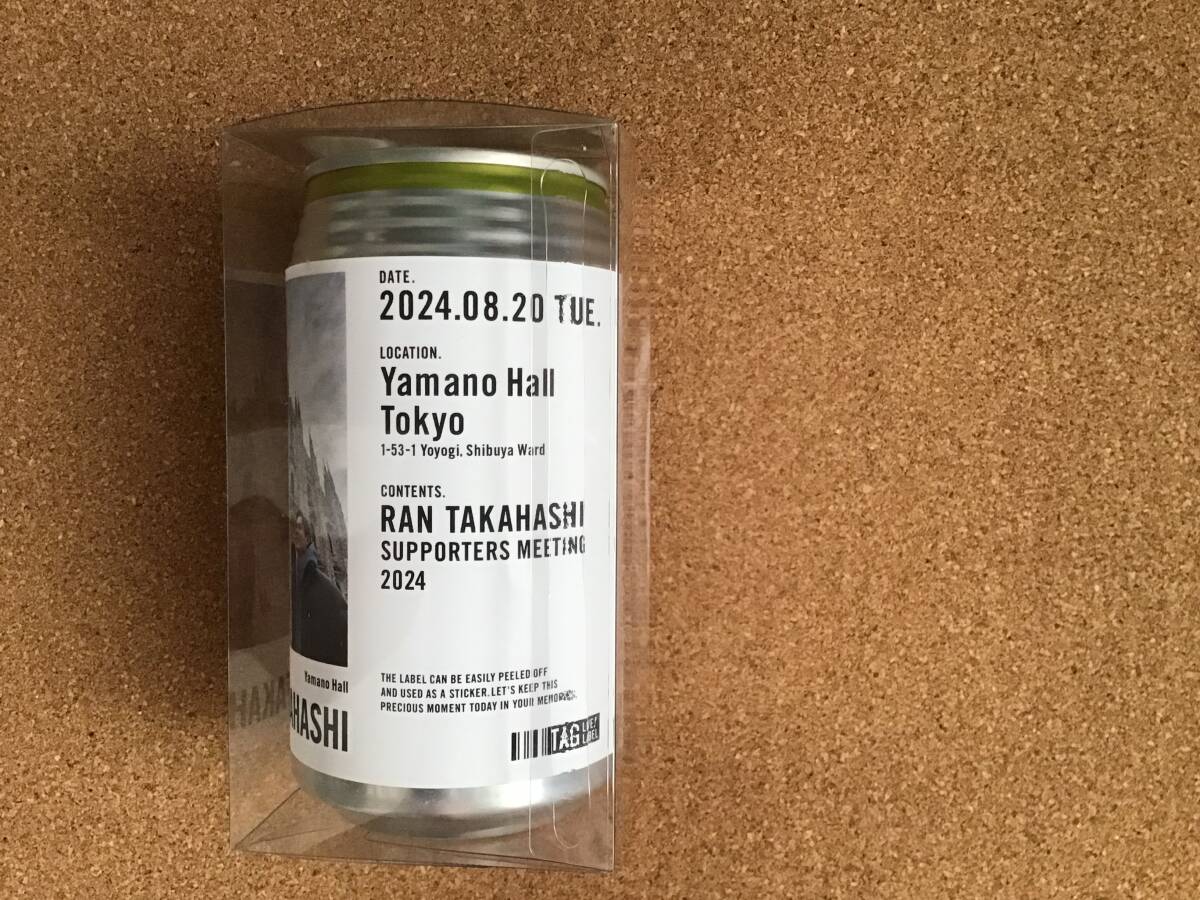 DATE.
2024.08.20 TUE.
LOCATION.
Yamano Hall
Tokyo
1-53-1 Yoyogi, Shibuya Ward
CONTENTS.
RAN TAKAHASHI
SUPPORTERS MEETING
2024
THE LABEL CAN BE EASILY PEELED OFF
AND USED AS A STICKER. LET'S KEEP THIS
PRECIOUS MOMENT TODAY IN YOUR MEMORIES.
TAG LIVE! LABEL
Yamano Hall
AHASHI